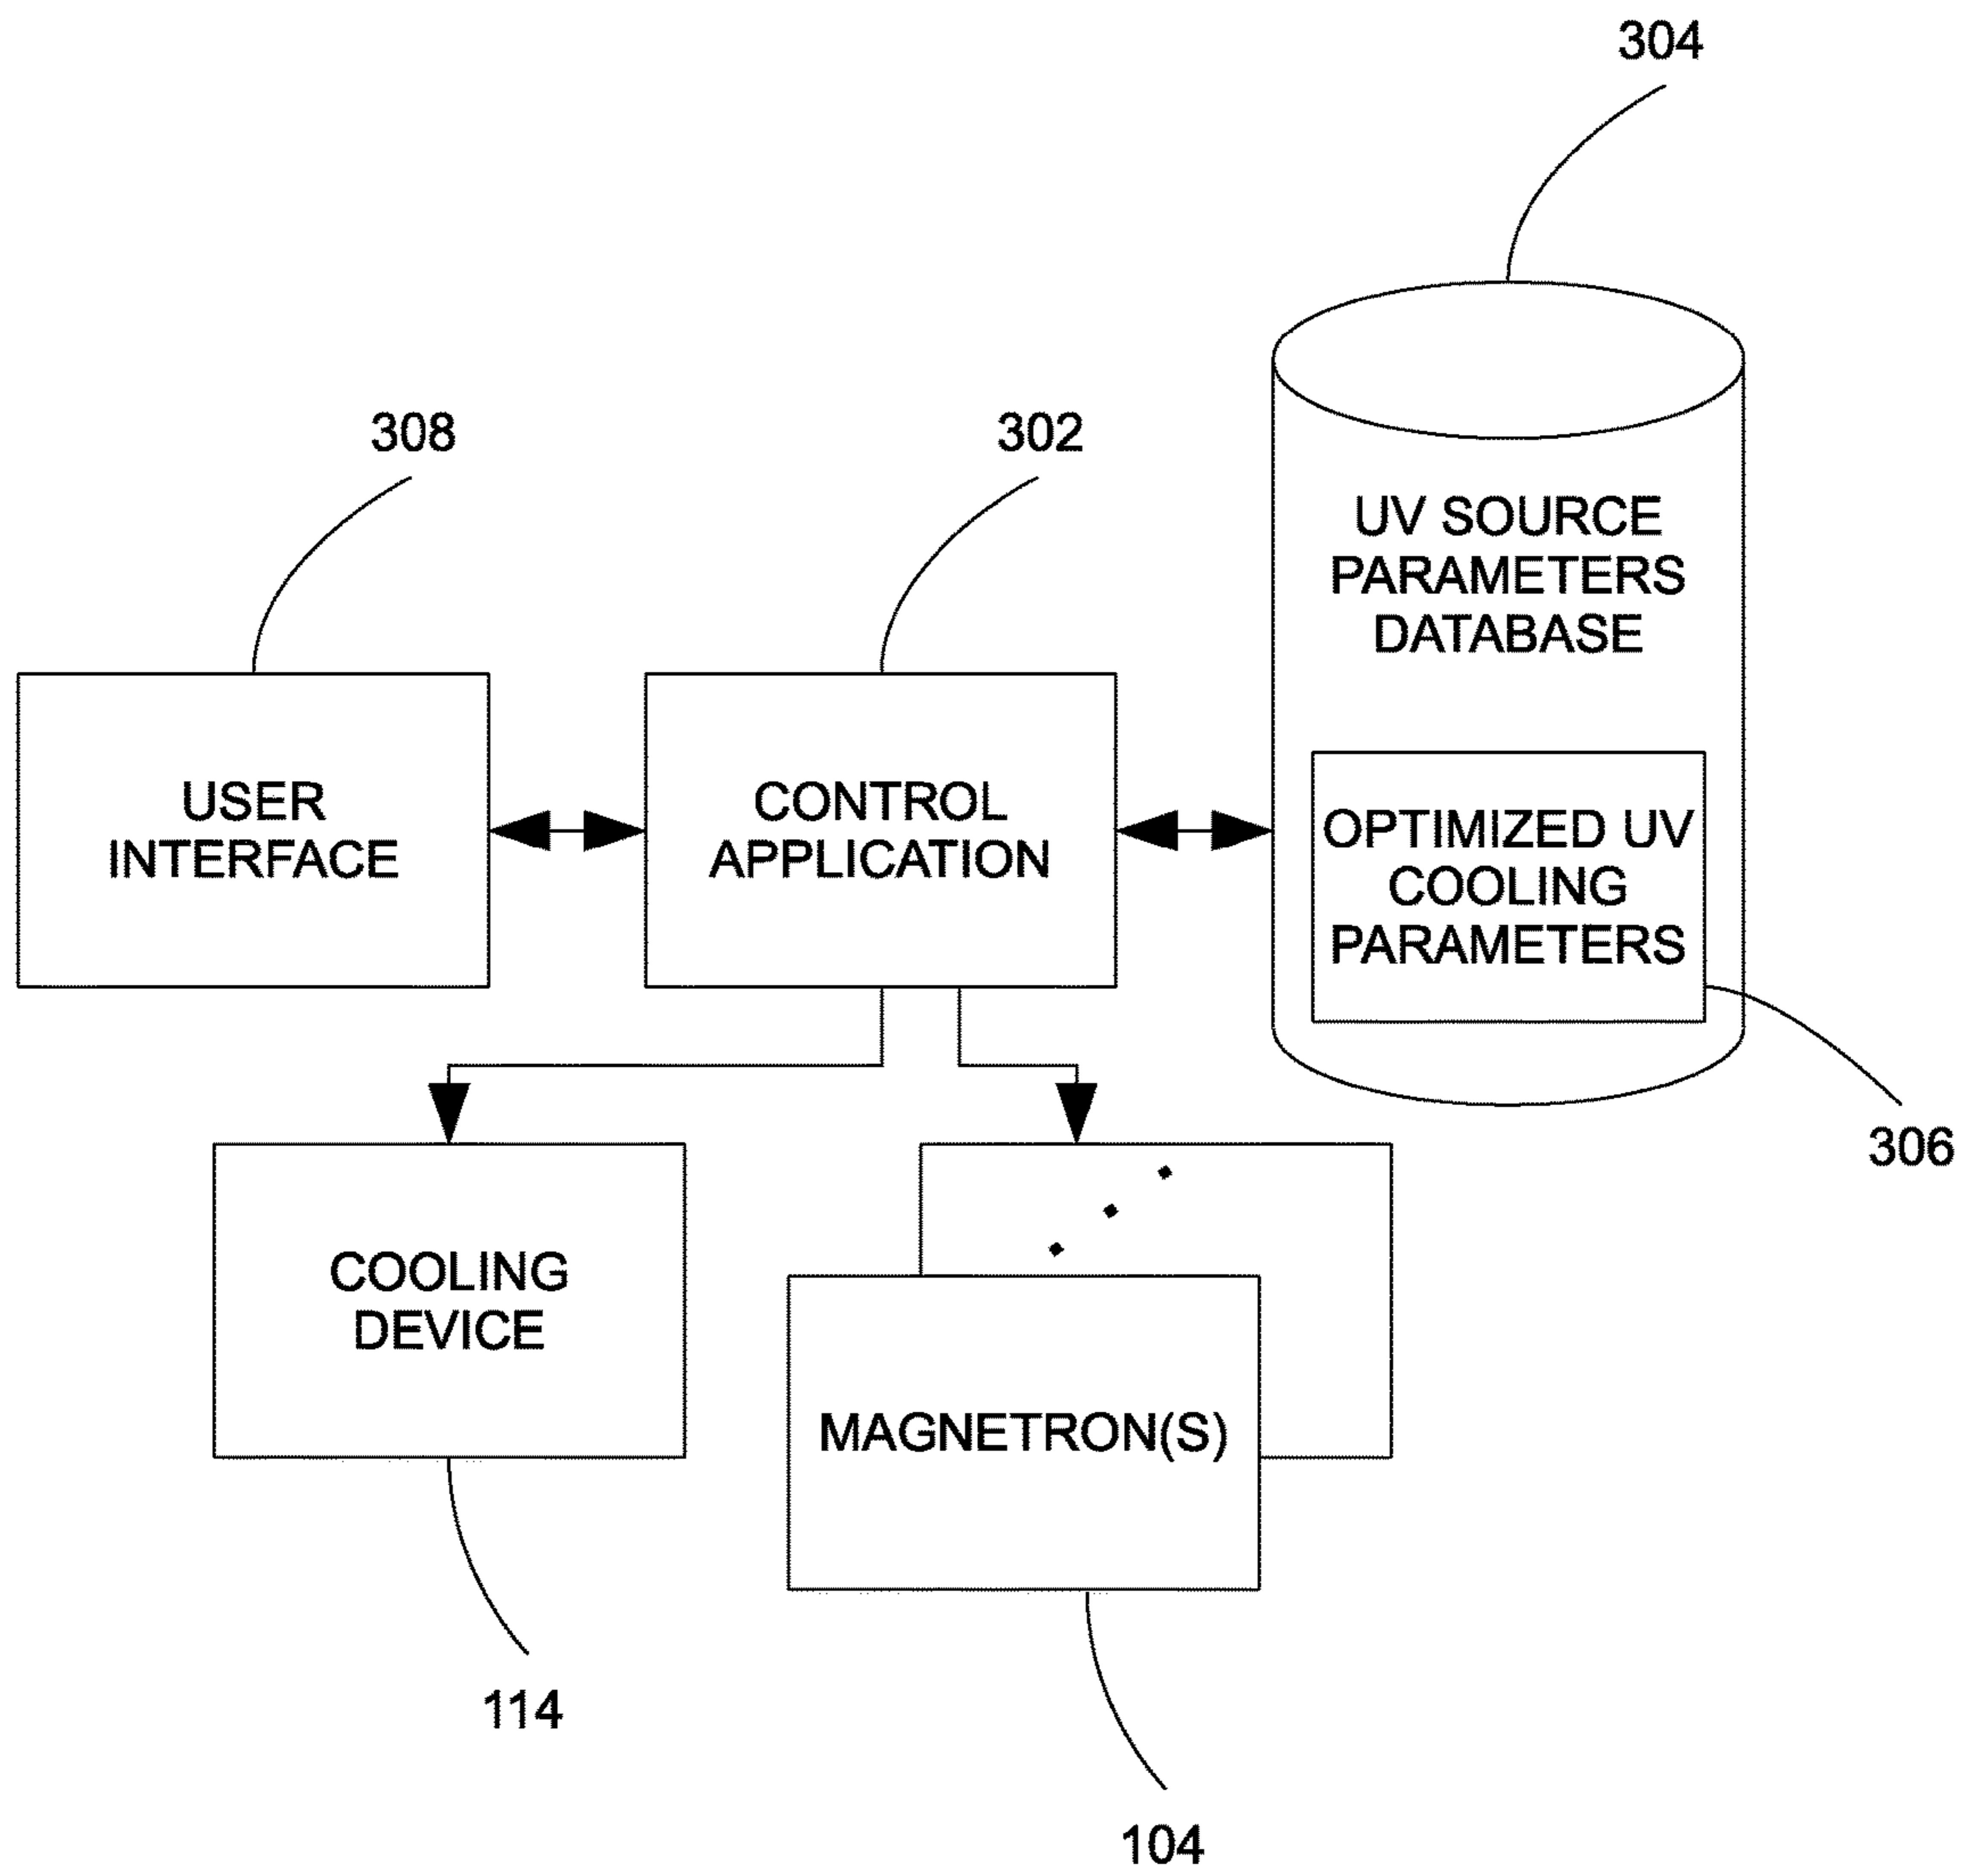 304
308
302
UV SOURCE
PARAMETERS
DATABASE
USER
INTERFACE
CONTROL
APPLICATION
OPTIMIZED UV
COOLING
PARAMETERS
306
COOLING
DEVICE
MAGNETRON(S)
114
104